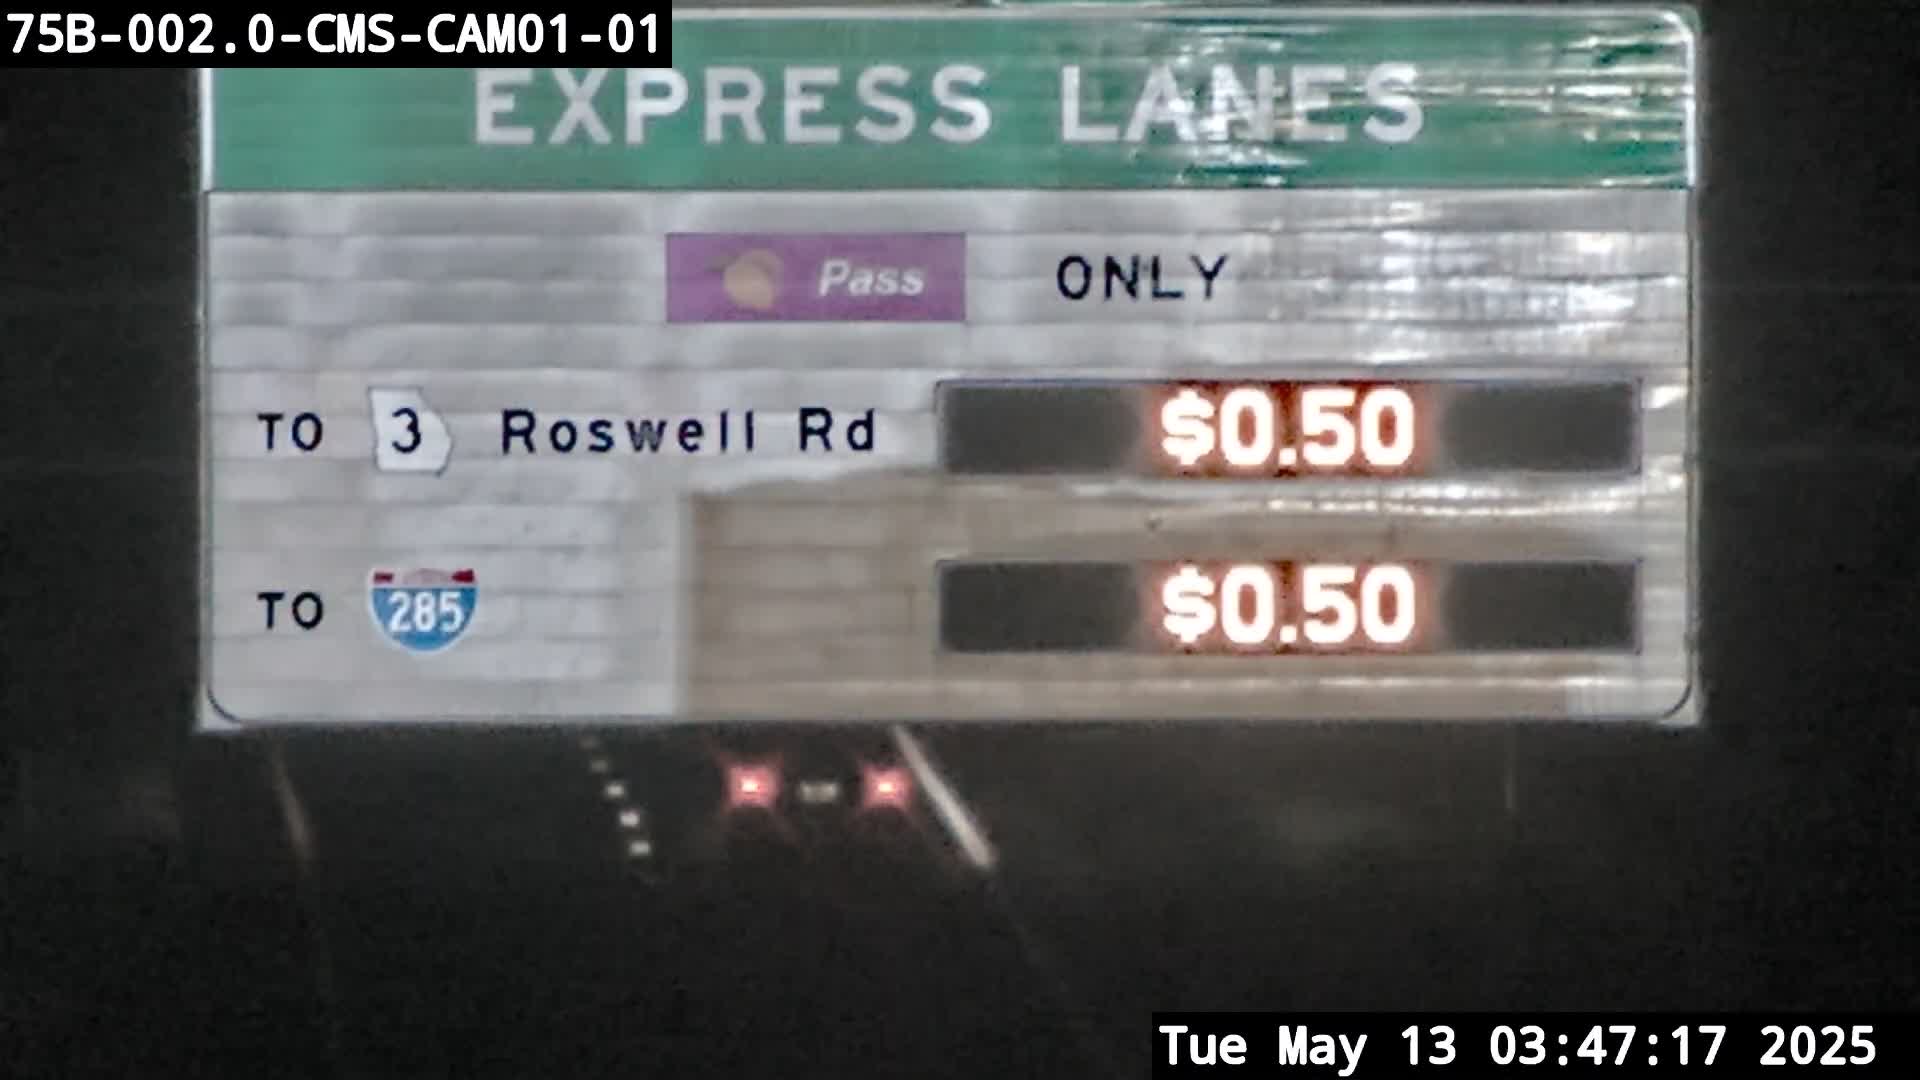 75B-002.0-CMS-CAM01-01
EXPRESS LANES
Pass ONLY
TO 3 Roswell Rd $0.50
TO 285 $0.50
Tue May 13 03:47:17 2025